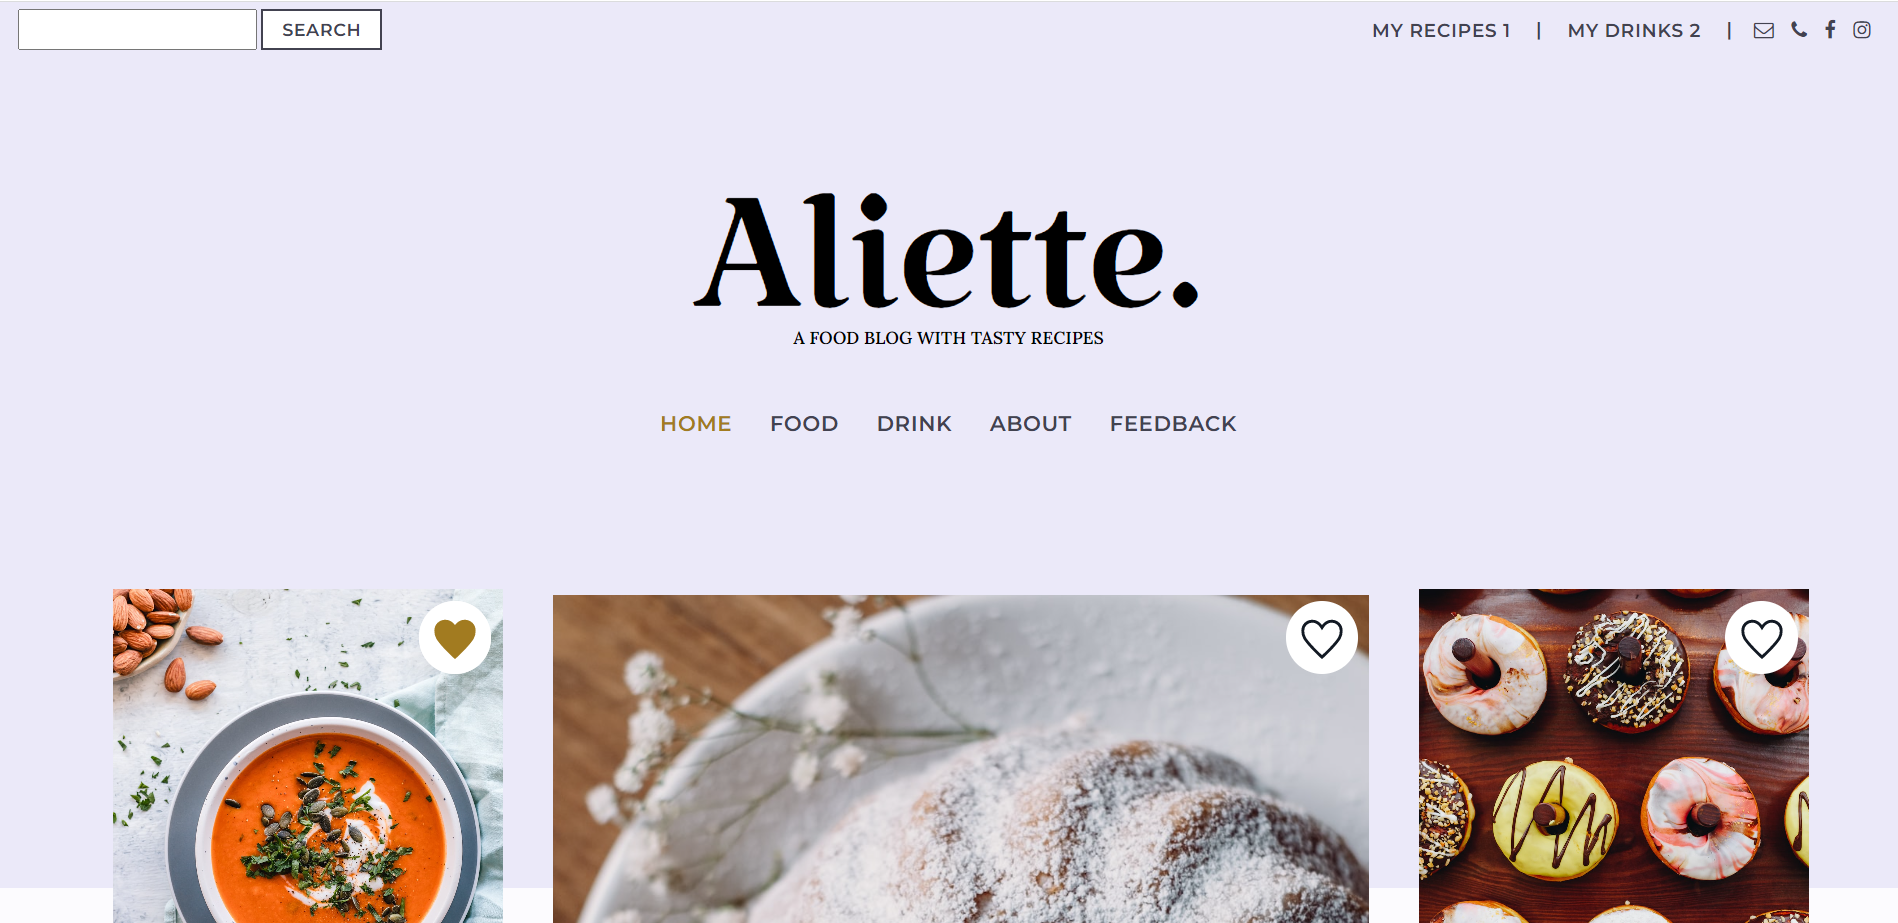 SEARCH
MY RECIPES 1 | MY DRINKS 2 |
Aliette.
A FOOD BLOG WITH TASTY RECIPES
HOME FOOD DRINK ABOUT FEEDBACK